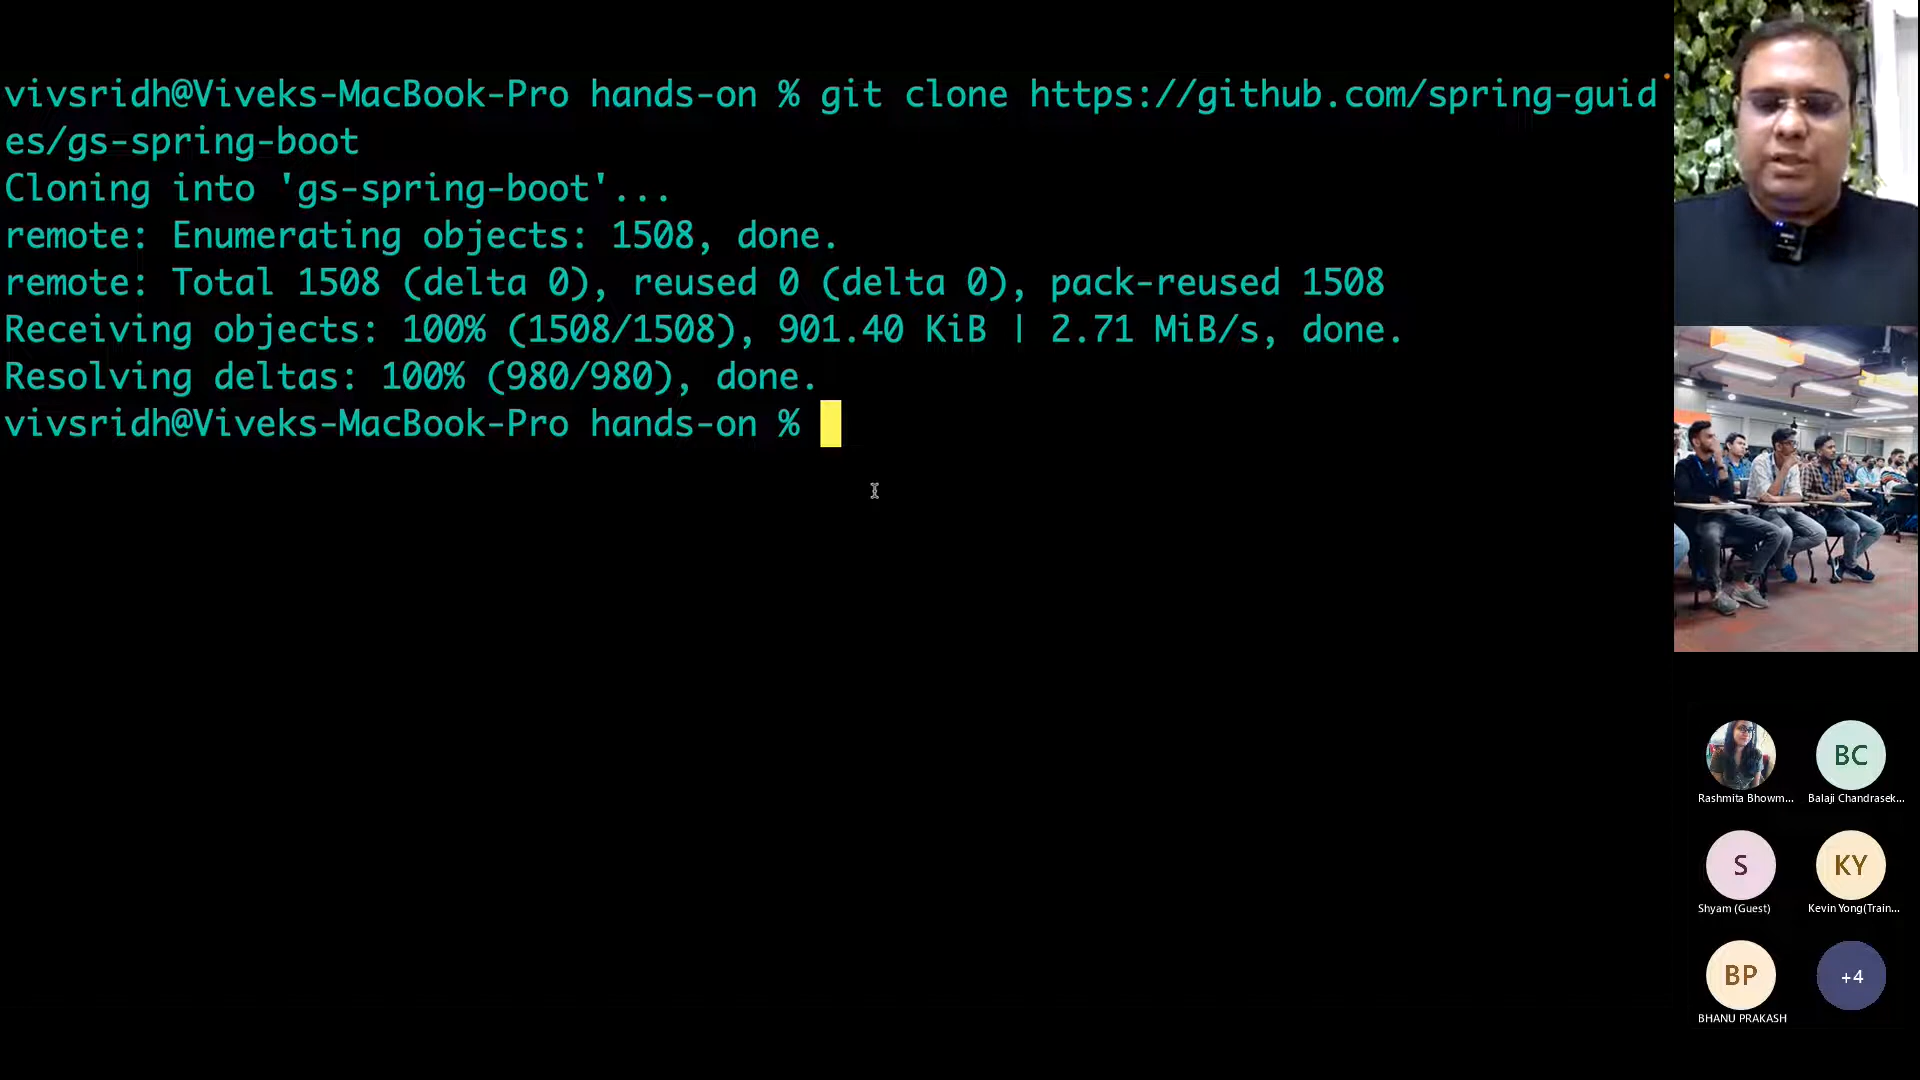 vivsridh@Viveks-MacBook-Pro hands-on % git clone https://github.com/spring-guid
es/gs-spring-boot
Cloning into 'gs-spring-boot'...
remote: Enumerating objects: 1508, done.
remote: Total 1508 (delta 0), reused 0 (delta 0), pack-reused 1508
Receiving objects: 100% (1508/1508), 901.40 KiB | 2.71 MiB/s, done.
Resolving deltas: 100% (980/980), done.
vivsridh@Viveks-MacBook-Pro hands-on %
BC
Rashmita Bhowm...
Balaji Chandrasek...
S
KY
Shyam (Guest)
Kevin Yong(Train...
BP
+4
BHANU PRAKASH